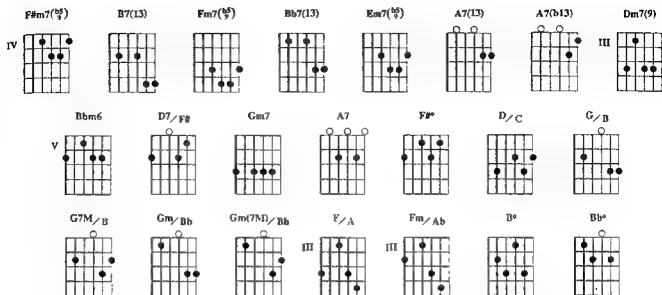 F#m7(b5 9) B7(13) Fm7(b5 9) Bb7(13) Em7(b5 9) A7(13) A7(b13) Dm7(9)
IV III
Bbm6 D7/F# Gm7 A7 F#° D/C G/B
V
G7M/B Gm/Bb Gm(7M)/Bb F/A Fm/Ab B° Bb°
III III